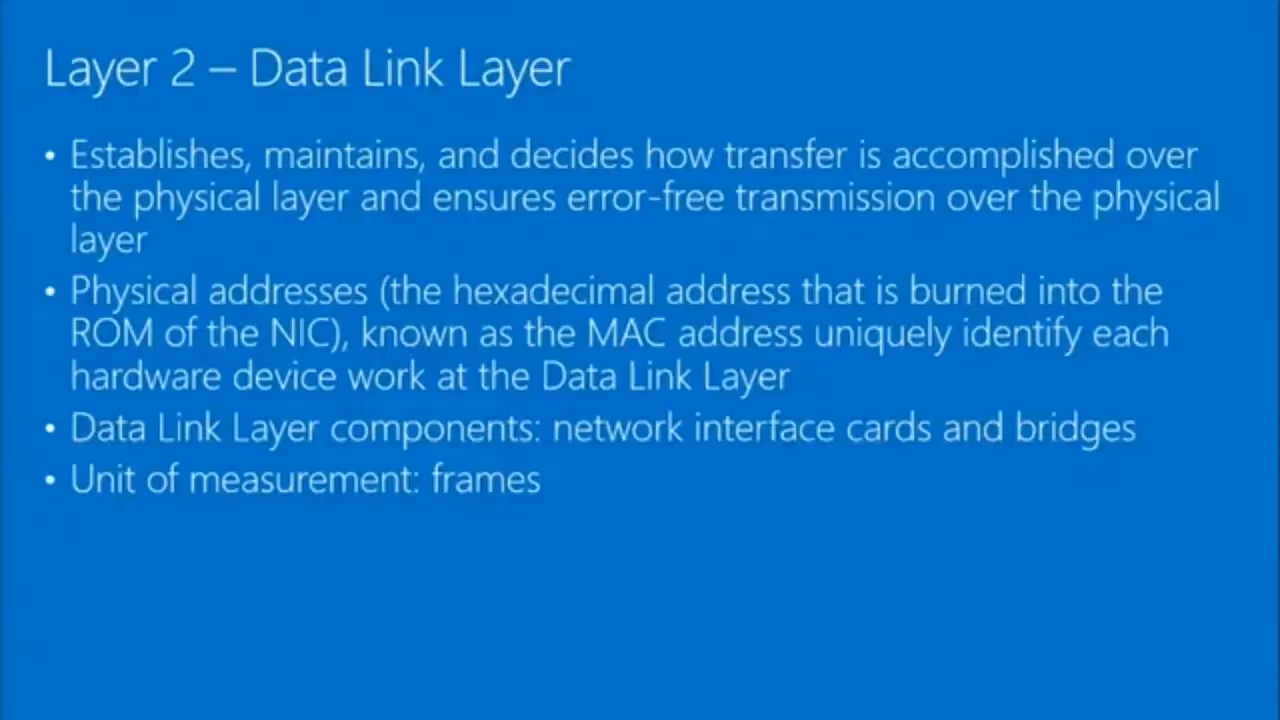 Layer 2 – Data Link Layer
• Establishes, maintains, and decides how transfer is accomplished over
the physical layer and ensures error-free transmission over the physical
layer
• Physical addresses (the hexadecimal address that is burned into the
ROM of the NIC), known as the MAC address uniquely identify each
hardware device work at the Data Link Layer
• Data Link Layer components: network interface cards and bridges
• Unit of measurement: frames